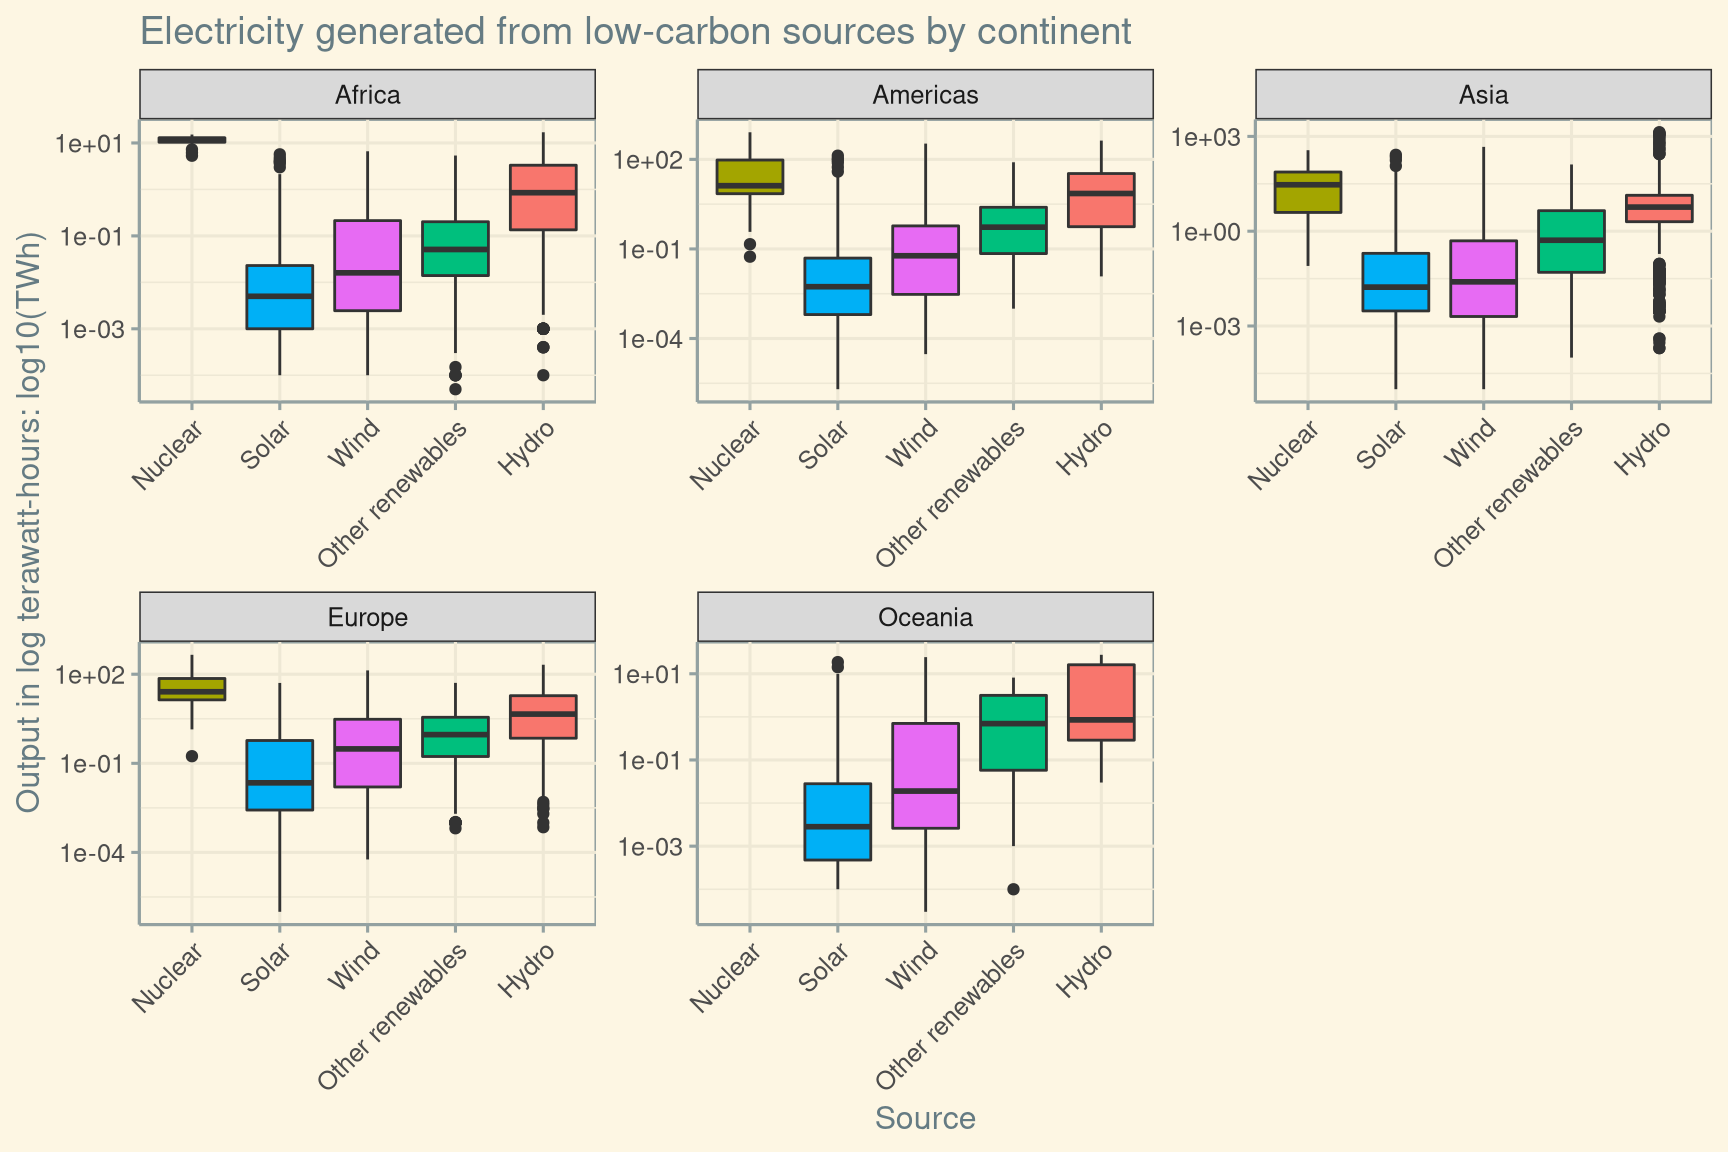 Electricity generated from low-carbon sources by continent
Output in log terawatt-hours: log10(TWh)
Africa
1e+01
1e-01
1e-03
Nuclear
Solar
Wind
Other renewables
Hydro
Americas
1e+02
1e-01
1e-04
Nuclear
Solar
Wind
Other renewables
Hydro
Asia
1e+03
1e+00
1e-03
Nuclear
Solar
Wind
Other renewables
Hydro
Europe
1e+02
1e-01
1e-04
Nuclear
Solar
Wind
Other renewables
Hydro
Oceania
1e+01
1e-01
1e-03
Nuclear
Solar
Wind
Other renewables
Hydro
Source